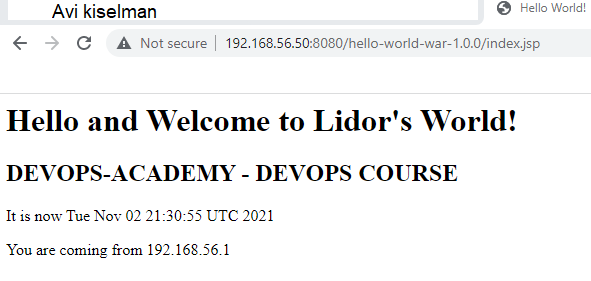 Avi kiselman
Hello World!
Not secure
192.168.56.50:8080/hello-world-war-1.0.0/index.jsp
Hello and Welcome to Lidor's World!
DEVOPS-ACADEMY - DEVOPS COURSE
It is now Tue Nov 02 21:30:55 UTC 2021
You are coming from 192.168.56.1